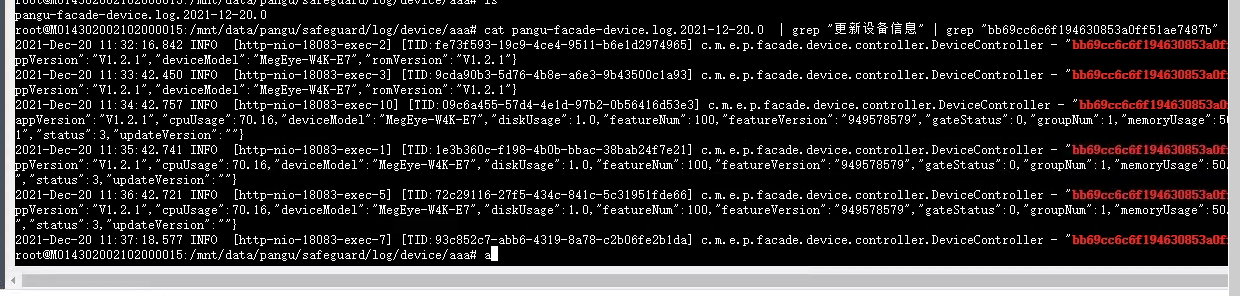 root@M014302002102000015:/mnt/data/pangu/safeguard/log/device/aaa# ls
pangu-facade-device.log.2021-12-20.0
root@M014302002102000015:/mnt/data/pangu/safeguard/log/device/aaa# cat pangu-facade-device.log.2021-12-20.0  | grep "更新设备信息" | grep "bb69cc6c6f194630853a0ff51ae7487b"
2021-Dec-20 11:32:16.842 INFO  [http-nio-18083-exec-2] [TID:fe73f593-19c9-4ce4-9511-b6e1d2974965] c.m.e.p.facade.device.controller.DeviceController - "bb69cc6c6f194630853a0ff
ppVersion":"V1.2.1","deviceModel":"MegEye-W4K-E7","romVersion":"V1.2.1"}
2021-Dec-20 11:33:42.450 INFO  [http-nio-18083-exec-3] [TID:9cda90b3-5d76-4b8e-a6e3-9b43500c1a93] c.m.e.p.facade.device.controller.DeviceController - "bb69cc6c6f194630853a0ff
ppVersion":"V1.2.1","deviceModel":"MegEye-W4K-E7","romVersion":"V1.2.1"}
2021-Dec-20 11:34:42.757 INFO  [http-nio-18083-exec-10] [TID:09c6a455-57d4-4e1d-97b2-0b56416d53e3] c.m.e.p.facade.device.controller.DeviceController - "bb69cc6c6f194630853a0f
appVersion":"V1.2.1","cpuUsage":70.16,"deviceModel":"MegEye-W4K-E7","diskUsage":1.0,"featureNum":100,"featureVersion":"949578579","gateStatus":0,"groupNum":1,"memoryUsage":50
1","status":3,"updateVersion":""}
2021-Dec-20 11:35:42.741 INFO  [http-nio-18083-exec-1] [TID:1e3b360c-f198-4b0b-bbac-38bab24f7e21] c.m.e.p.facade.device.controller.DeviceController - "bb69cc6c6f194630853a0ff
ppVersion":"V1.2.1","cpuUsage":70.16,"deviceModel":"MegEye-W4K-E7","diskUsage":1.0,"featureNum":100,"featureVersion":"949578579","gateStatus":0,"groupNum":1,"memoryUsage":50.
","status":3,"updateVersion":""}
2021-Dec-20 11:36:42.721 INFO  [http-nio-18083-exec-5] [TID:72c29116-27f5-434c-841c-5c31951fde66] c.m.e.p.facade.device.controller.DeviceController - "bb69cc6c6f194630853a0ff
ppVersion":"V1.2.1","cpuUsage":70.16,"deviceModel":"MegEye-W4K-E7","diskUsage":1.0,"featureNum":100,"featureVersion":"949578579","gateStatus":0,"groupNum":1,"memoryUsage":50.
","status":3,"updateVersion":""}
2021-Dec-20 11:37:18.577 INFO  [http-nio-18083-exec-7] [TID:93c852c7-abb6-4319-8a78-c2b06fe2b1da] c.m.e.p.facade.device.controller.DeviceController - "bb69cc6c6f194630853a0ff
root@M014302002102000015:/mnt/data/pangu/safeguard/log/device/aaa# a